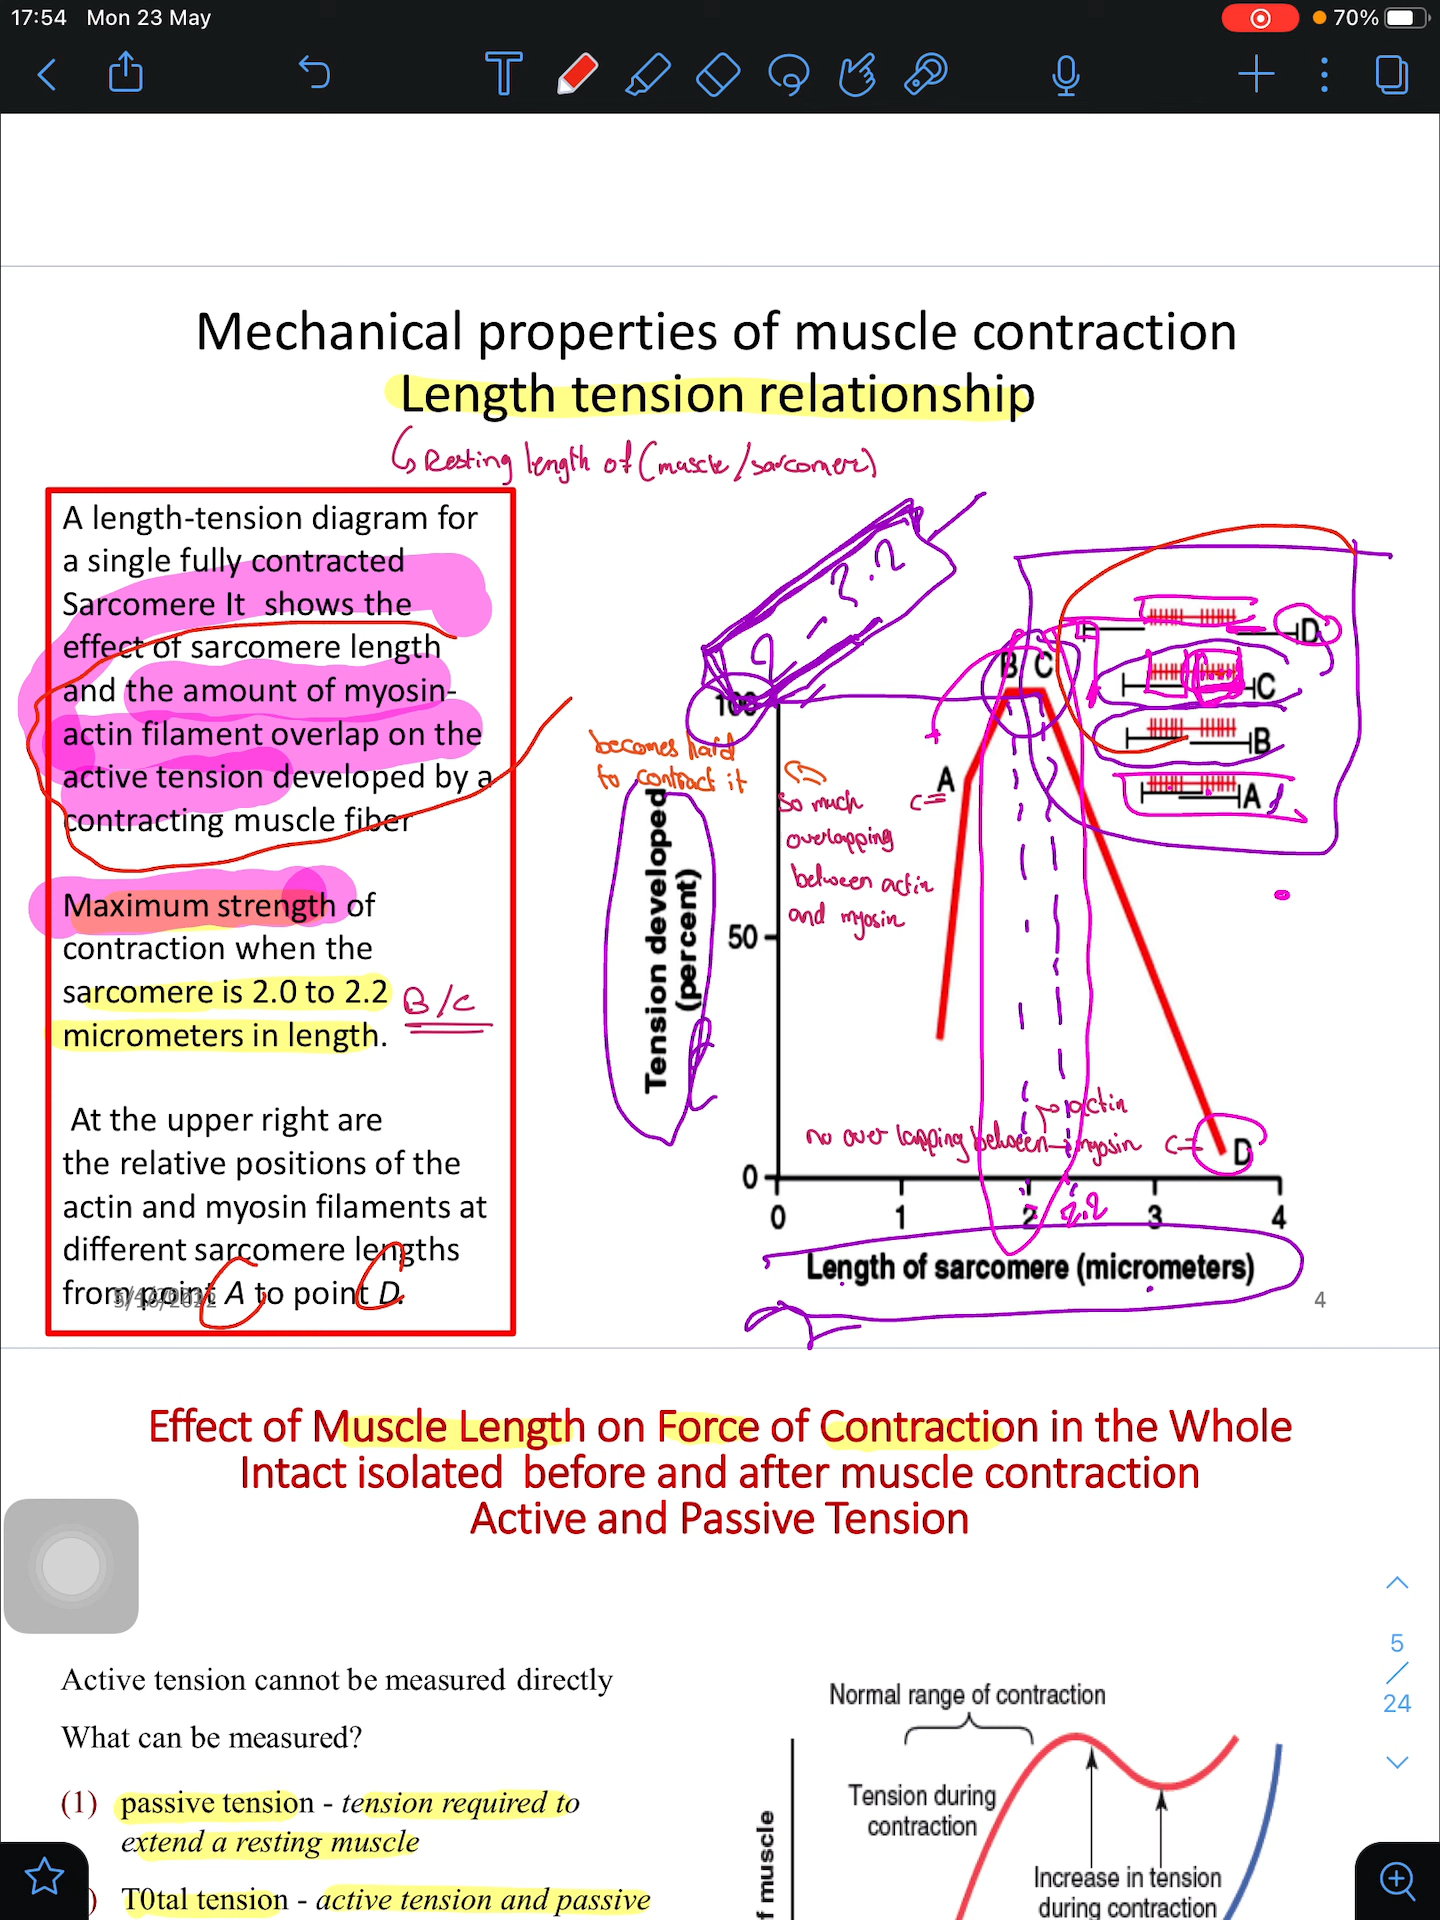 17:54 Mon 23 May
70%
T
Mechanical properties of muscle contraction
Length tension relationship
Resting length of (muscle/sarcomere)
A length-tension diagram for
a single fully contracted
Sarcomere It shows the
effect of sarcomere length
and the amount of myosin-
actin filament overlap on the
active tension developed by a
contracting muscle fiber
Maximum strength of
contraction when the
sarcomere is 2.0 to 2.2
micrometers in length.
B/C
At the upper right are
the relative positions of the
actin and myosin filaments at
different sarcomere lengths
from point A to point D.
5/16/2022
2 - 2.2
D
C
B
A
B C
A
D
becomes hard
to contract it
so much
overlapping
between actin
and myosin
no over lapping between actin
myosin
Tension developed
(percent)
100
50
0
0 1 2 3 4
2.2
Length of sarcomere (micrometers)
4
Effect of Muscle Length on Force of Contraction in the Whole
Intact isolated before and after muscle contraction
Active and Passive Tension
Active tension cannot be measured directly
What can be measured?
(1) passive tension - tension required to
extend a resting muscle
) T0tal tension - active tension and passive
Normal range of contraction
Tension during
contraction
Increase in tension
during contraction
f muscle
5
/
24